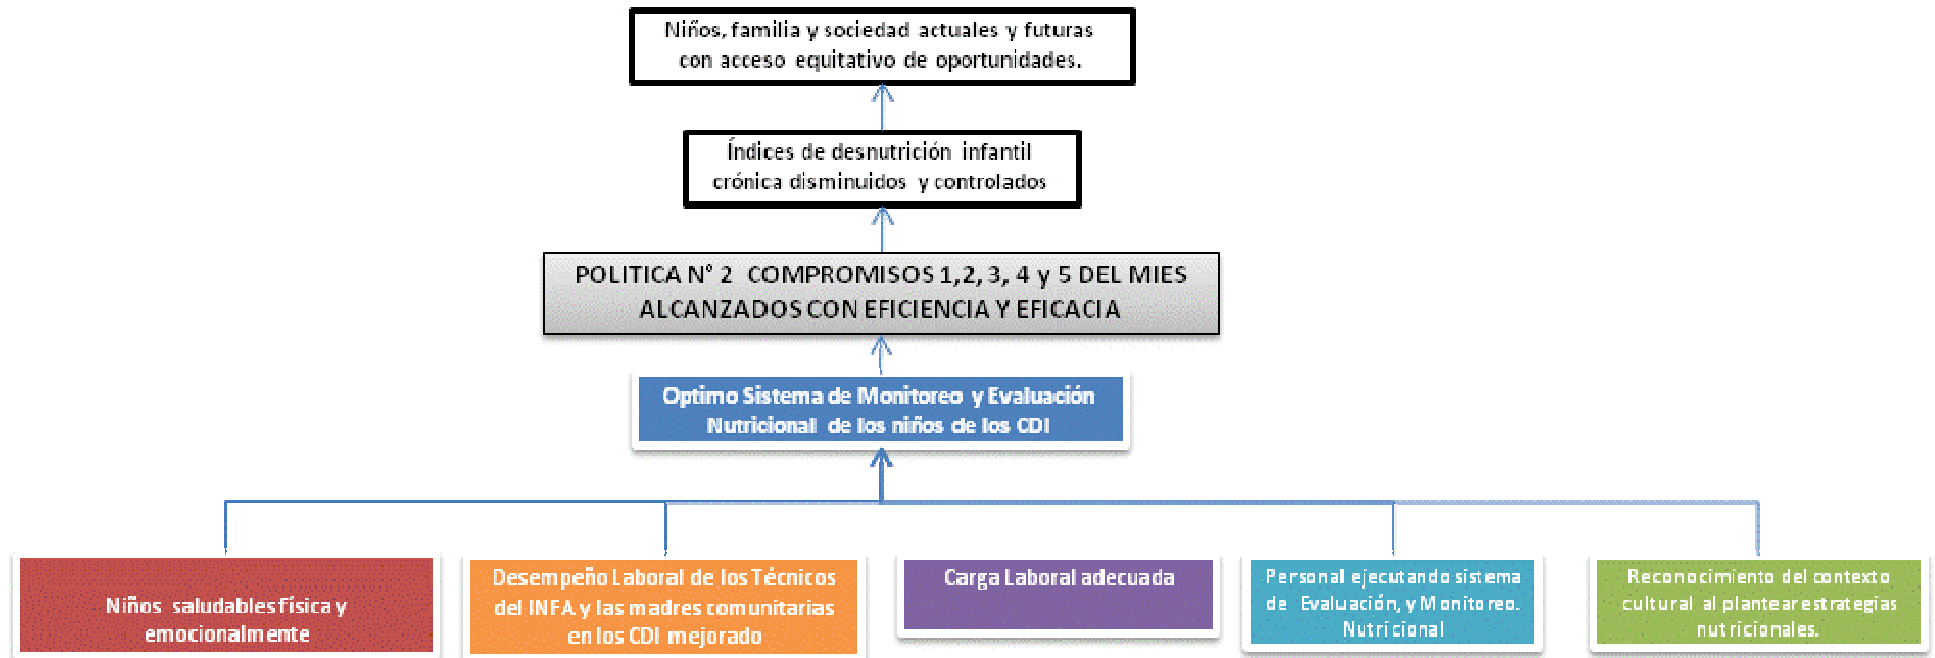 Niños, familia y sociedad actuales y futuras
con acceso equitativo de oportunidades.
Índices de desnutrición infantil
crónica disminuidos y controlados
POLITICA N° 2 COMPROMISOS 1,2, 3, 4 y 5 DEL MIES
ALCANZADOS CON EFICIENCIA Y EFICACIA
Optimo Sistema de Monitoreo y Evaluación
Nutricional de los niños de los CDI
Niños saludables física y
emocionalmente
Desempeño Laboral de los Técnicos
del INFA y las madres comunitarias
en los CDI mejorado
Carga Laboral adecuada
Personal ejecutando sistema
de Evaluación, y Monitoreo.
Nutricional
Reconocimiento del contexto
cultural al plantear estrategias
nutricionales.